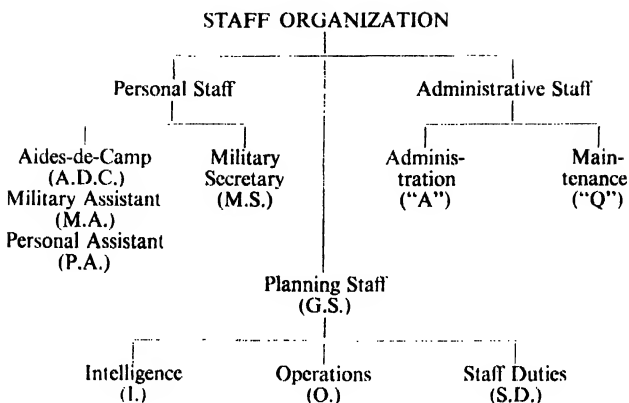 STAFF ORGANIZATION
Personal Staff
Administrative Staff
Aides-de-Camp
(A.D.C.)
Military Assistant
(M.A.)
Personal Assistant
(P.A.)
Military
Secretary
(M.S.)
Adminis-
tration
("A")
Main-
tenance
("Q")
Planning Staff
(G.S.)
Intelligence
(I.)
Operations
(O.)
Staff Duties
(S.D.)